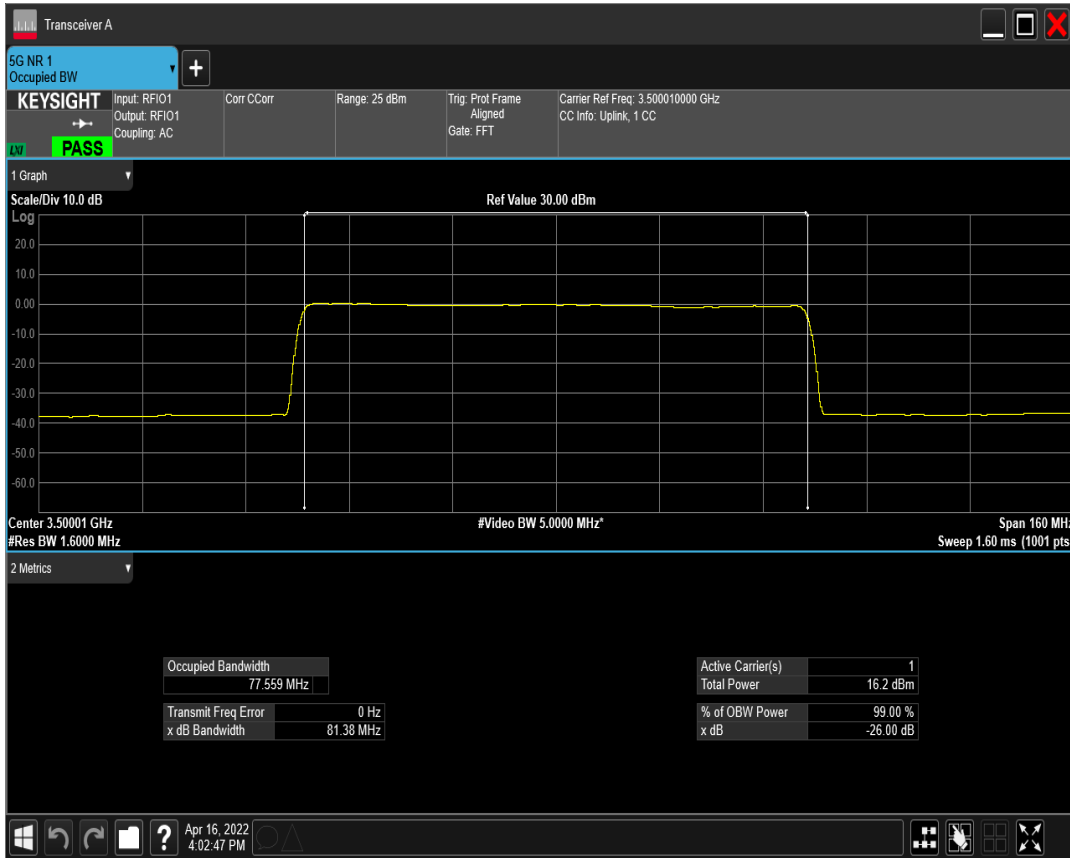 Transceiver A
5G NR 1
Occupied BW
KEYSIGHT
LXI
PASS
Input: RFIO1
Output: RFIO1
Coupling: AC
Corr CCorr
Range: 25 dBm
Trig: Prot Frame
Aligned
Gate: FFT
Carrier Ref Freq: 3.500010000 GHz
CC Info: Uplink, 1 CC
1 Graph
Scale/Div 10.0 dB
Ref Value 30.00 dBm
Log
20.0
10.0
0.00
-10.0
-20.0
-30.0
-40.0
-50.0
-60.0
Center 3.50001 GHz
#Video BW 5.0000 MHz*
Span 160 MHz
#Res BW 1.6000 MHz
Sweep 1.60 ms (1001 pts
2 Metrics
Occupied Bandwidth
77.559 MHz
Transmit Freq Error 0 Hz
x dB Bandwidth 81.38 MHz
Active Carrier(s) 1
Total Power 16.2 dBm
% of OBW Power 99.00 %
x dB -26.00 dB
?
Apr 16, 2022
4:02:47 PM